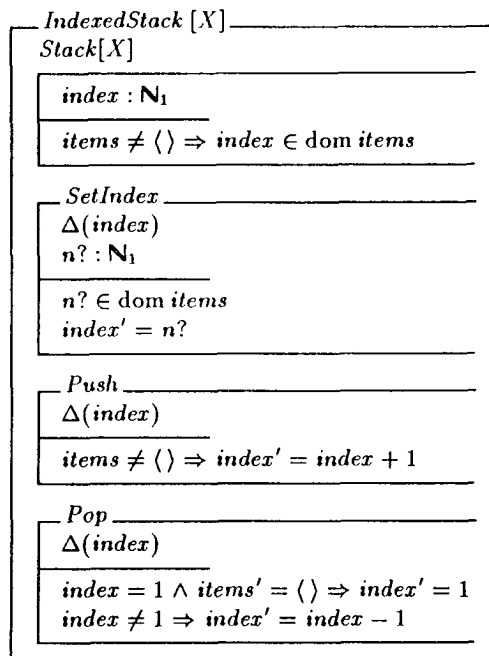 IndexedStack [X]
Stack[X]
index : ℕ₁
items ≠ ⟨ ⟩ ⇒ index ∈ dom items
SetIndex
Δ(index)
n? : ℕ₁
n? ∈ dom items
index′ = n?
Push
Δ(index)
items ≠ ⟨ ⟩ ⇒ index′ = index + 1
Pop
Δ(index)
index = 1 ∧ items′ = ⟨ ⟩ ⇒ index′ = 1
index ≠ 1 ⇒ index′ = index − 1